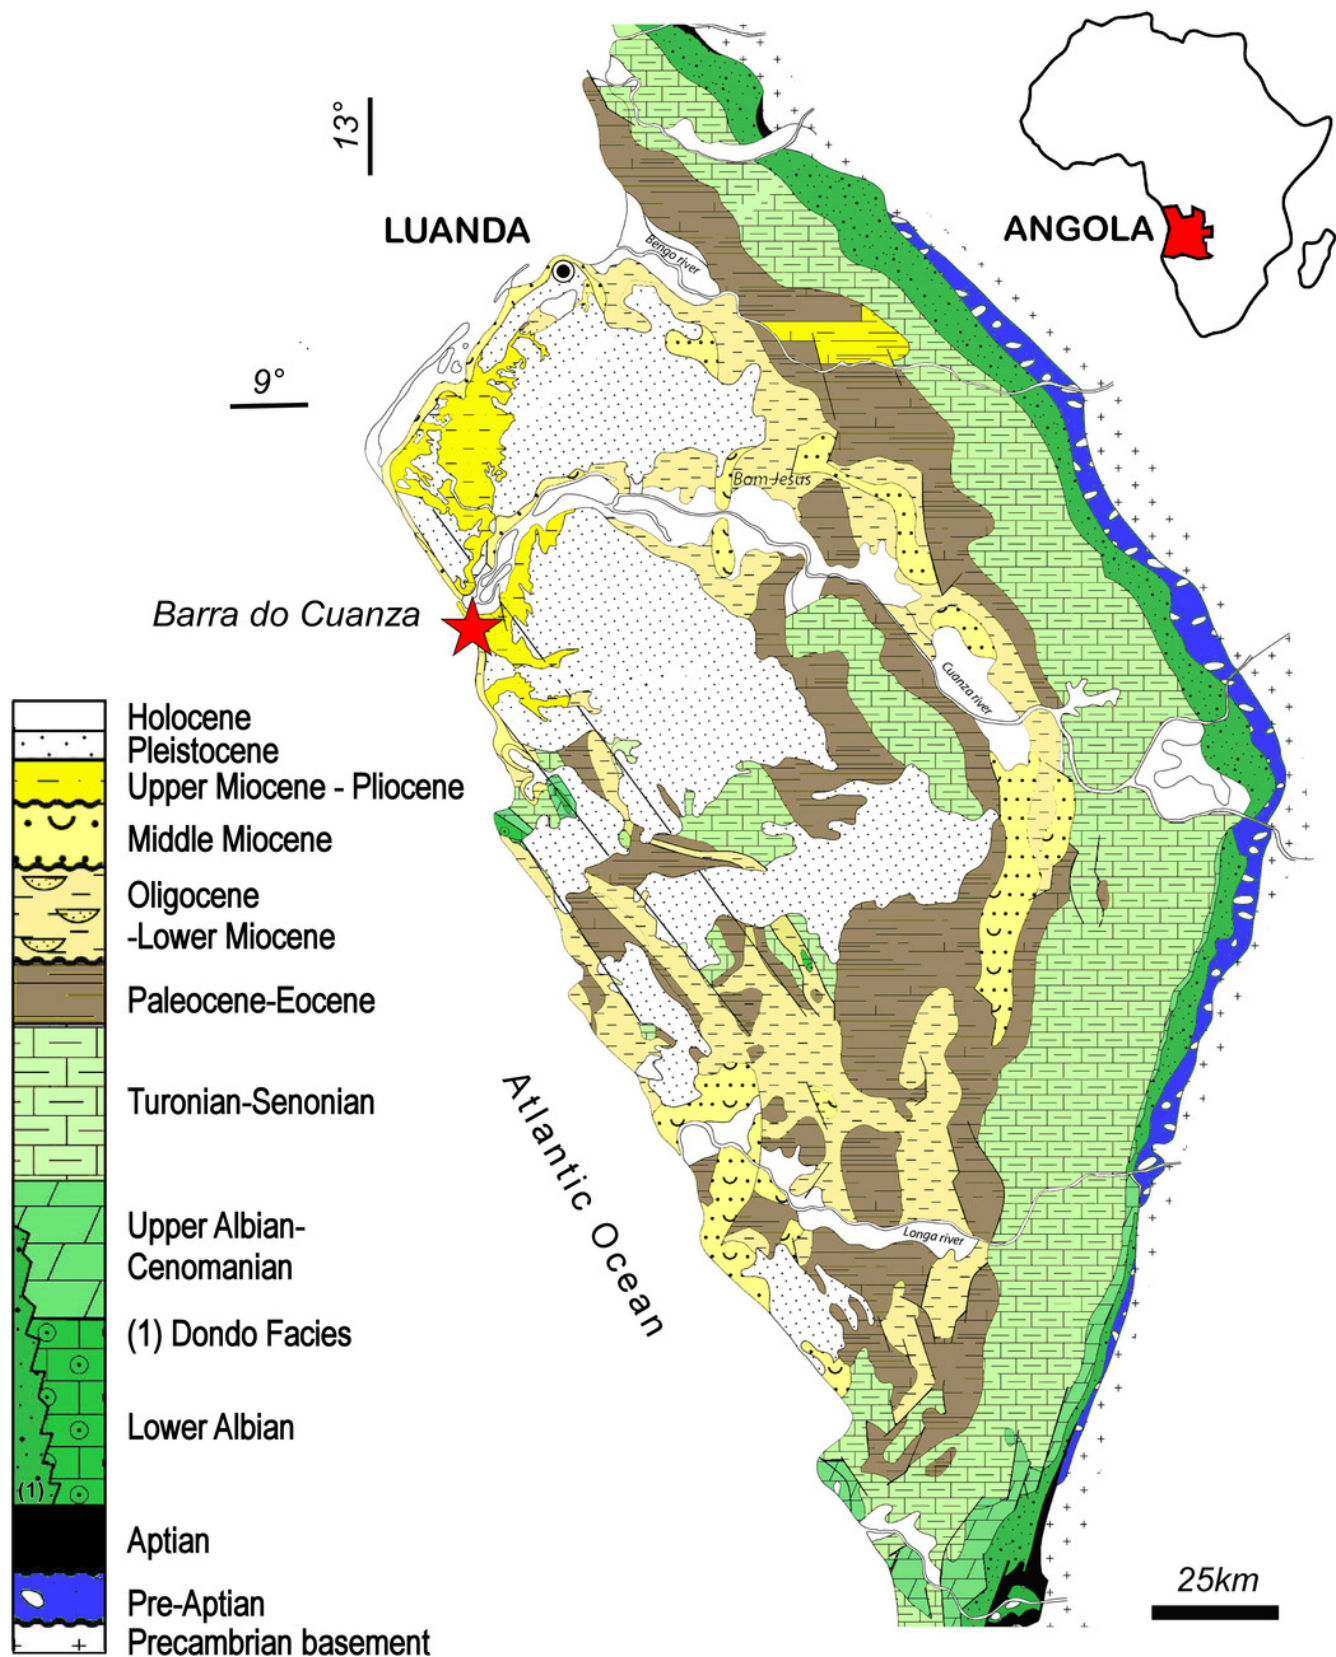 13°
LUANDA
ANGOLA
Bengo river
9°
Bom Jesus
Barra do Cuanza
Cuanza river
Holocene
Pleistocene
Upper Miocene - Pliocene
Middle Miocene
Oligocene
-Lower Miocene
Paleocene-Eocene
Turonian-Senonian
Upper Albian-
Cenomanian
(1) Dondo Facies
Lower Albian
(1)
Aptian
Pre-Aptian
Precambrian basement
Atlantic Ocean
Longa river
25km